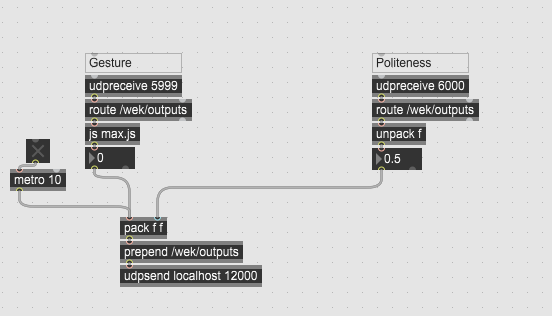 Gesture
udpreceive 5999
route /wek/outputs
js max.js
0
Politeness
udpreceive 6000
route /wek/outputs
unpack f
0.5
metro 10
pack f f
prepend /wek/outputs
udpsend localhost 12000